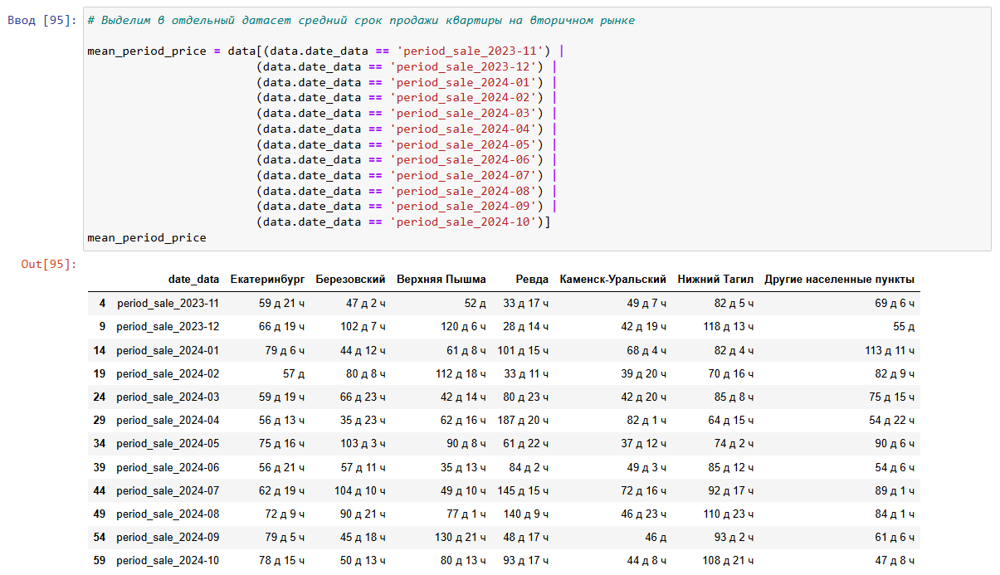 Ввод [95]: # Выделим в отдельный датасет средний срок продажи квартиры на вторичном рынке
mean_period_price = data[(data.date_data == 'period_sale_2023-11') |
(data.date_data == 'period_sale_2023-12') |
(data.date_data == 'period_sale_2024-01') |
(data.date_data == 'period_sale_2024-02') |
(data.date_data == 'period_sale_2024-03') |
(data.date_data == 'period_sale_2024-04') |
(data.date_data == 'period_sale_2024-05') |
(data.date_data == 'period_sale_2024-06') |
(data.date_data == 'period_sale_2024-07') |
(data.date_data == 'period_sale_2024-08') |
(data.date_data == 'period_sale_2024-09') |
(data.date_data == 'period_sale_2024-10')]
mean_period_price
Out[95]:
date_data Екатеринбург Березовский Верхняя Пышма Ревда Каменск-Уральский Нижний Тагил Другие населенные пункты
4 period_sale_2023-11 59 д 21 ч 47 д 2 ч 52 д 33 д 17 ч 49 д 7 ч 82 д 5 ч 69 д 6 ч
9 period_sale_2023-12 66 д 19 ч 102 д 7 ч 120 д 6 ч 28 д 14 ч 42 д 19 ч 118 д 13 ч 55 д
14 period_sale_2024-01 79 д 6 ч 44 д 12 ч 61 д 8 ч 101 д 15 ч 68 д 4 ч 82 д 4 ч 113 д 11 ч
19 period_sale_2024-02 57 д 80 д 8 ч 112 д 18 ч 33 д 11 ч 39 д 20 ч 70 д 16 ч 82 д 9 ч
24 period_sale_2024-03 59 д 19 ч 66 д 23 ч 42 д 14 ч 80 д 23 ч 42 д 20 ч 85 д 8 ч 75 д 15 ч
29 period_sale_2024-04 56 д 13 ч 35 д 23 ч 62 д 16 ч 187 д 20 ч 82 д 1 ч 64 д 15 ч 54 д 22 ч
34 period_sale_2024-05 75 д 16 ч 103 д 3 ч 90 д 8 ч 61 д 22 ч 37 д 12 ч 74 д 2 ч 90 д 6 ч
39 period_sale_2024-06 56 д 21 ч 57 д 11 ч 35 д 13 ч 84 д 2 ч 49 д 3 ч 85 д 12 ч 54 д 6 ч
44 period_sale_2024-07 62 д 19 ч 104 д 10 ч 49 д 10 ч 145 д 15 ч 72 д 16 ч 92 д 17 ч 89 д 1 ч
49 period_sale_2024-08 72 д 9 ч 90 д 21 ч 77 д 1 ч 140 д 9 ч 46 д 23 ч 110 д 23 ч 84 д 1 ч
54 period_sale_2024-09 79 д 5 ч 45 д 18 ч 130 д 21 ч 48 д 17 ч 46 д 93 д 2 ч 61 д 6 ч
59 period_sale_2024-10 78 д 15 ч 50 д 13 ч 80 д 13 ч 93 д 17 ч 44 д 8 ч 108 д 21 ч 47 д 8 ч